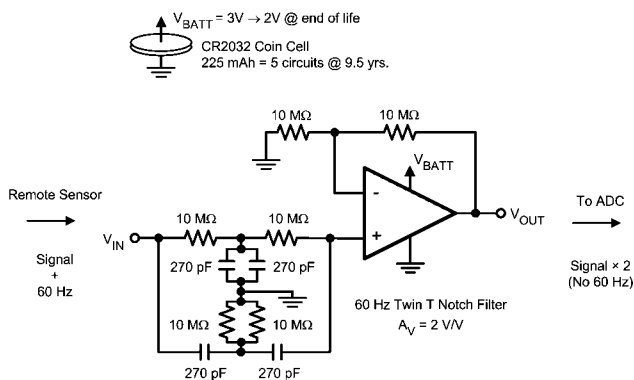 V_BATT = 3V → 2V @ end of life
CR2032 Coin Cell
225 mAh = 5 circuits @ 9.5 yrs.
10 MΩ
10 MΩ
V_BATT
-
+
Remote Sensor
Signal
+
60 Hz
V_IN
10 MΩ
10 MΩ
270 pF
270 pF
10 MΩ
10 MΩ
270 pF
270 pF
V_OUT
To ADC
Signal × 2
(No 60 Hz)
60 Hz Twin T Notch Filter
A_V = 2 V/V